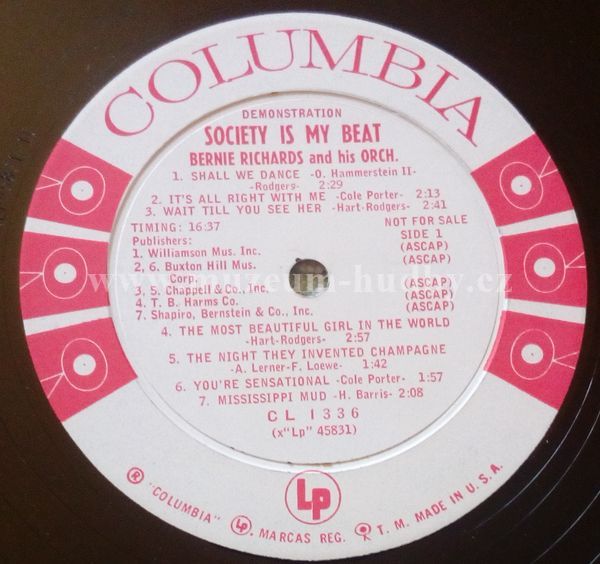 COLUMBIA
DEMONSTRATION
SOCIETY IS MY BEAT
BERNIE RICHARDS and his ORCH.
1. SHALL WE DANCE -O. Hammerstein II-
-Rodgers- 2:29
2. IT'S ALL RIGHT WITH ME -Cole Porter- 2:13
3. WAIT TILL YOU SEE HER -Hart-Rodgers- 2:41
TIMING: 16:37
NOT FOR SALE
Publishers:
SIDE 1
1. Williamson Mus. Inc. (ASCAP)
2, 6. Buxton Hill Mus.
Corp. (ASCAP)
3, 5. Chappell & Co., Inc. (ASCAP)
4. T. B. Harms Co. (ASCAP)
7. Shapiro, Bernstein & Co., Inc. (ASCAP)
4. THE MOST BEAUTIFUL GIRL IN THE WORLD
-Hart-Rodgers- 2:57
5. THE NIGHT THEY INVENTED CHAMPAGNE
-A. Lerner-F. Loewe- 1:42
6. YOU'RE SENSATIONAL -Cole Porter- 1:57
7. MISSISSIPPI MUD -H. Barris- 2:08
CL 1336
(x"Lp" 45831)
Lp
® "COLUMBIA" Lp. MARCAS REG. T. M. MADE IN U. S. A.
www.muzeum-hudby.cz